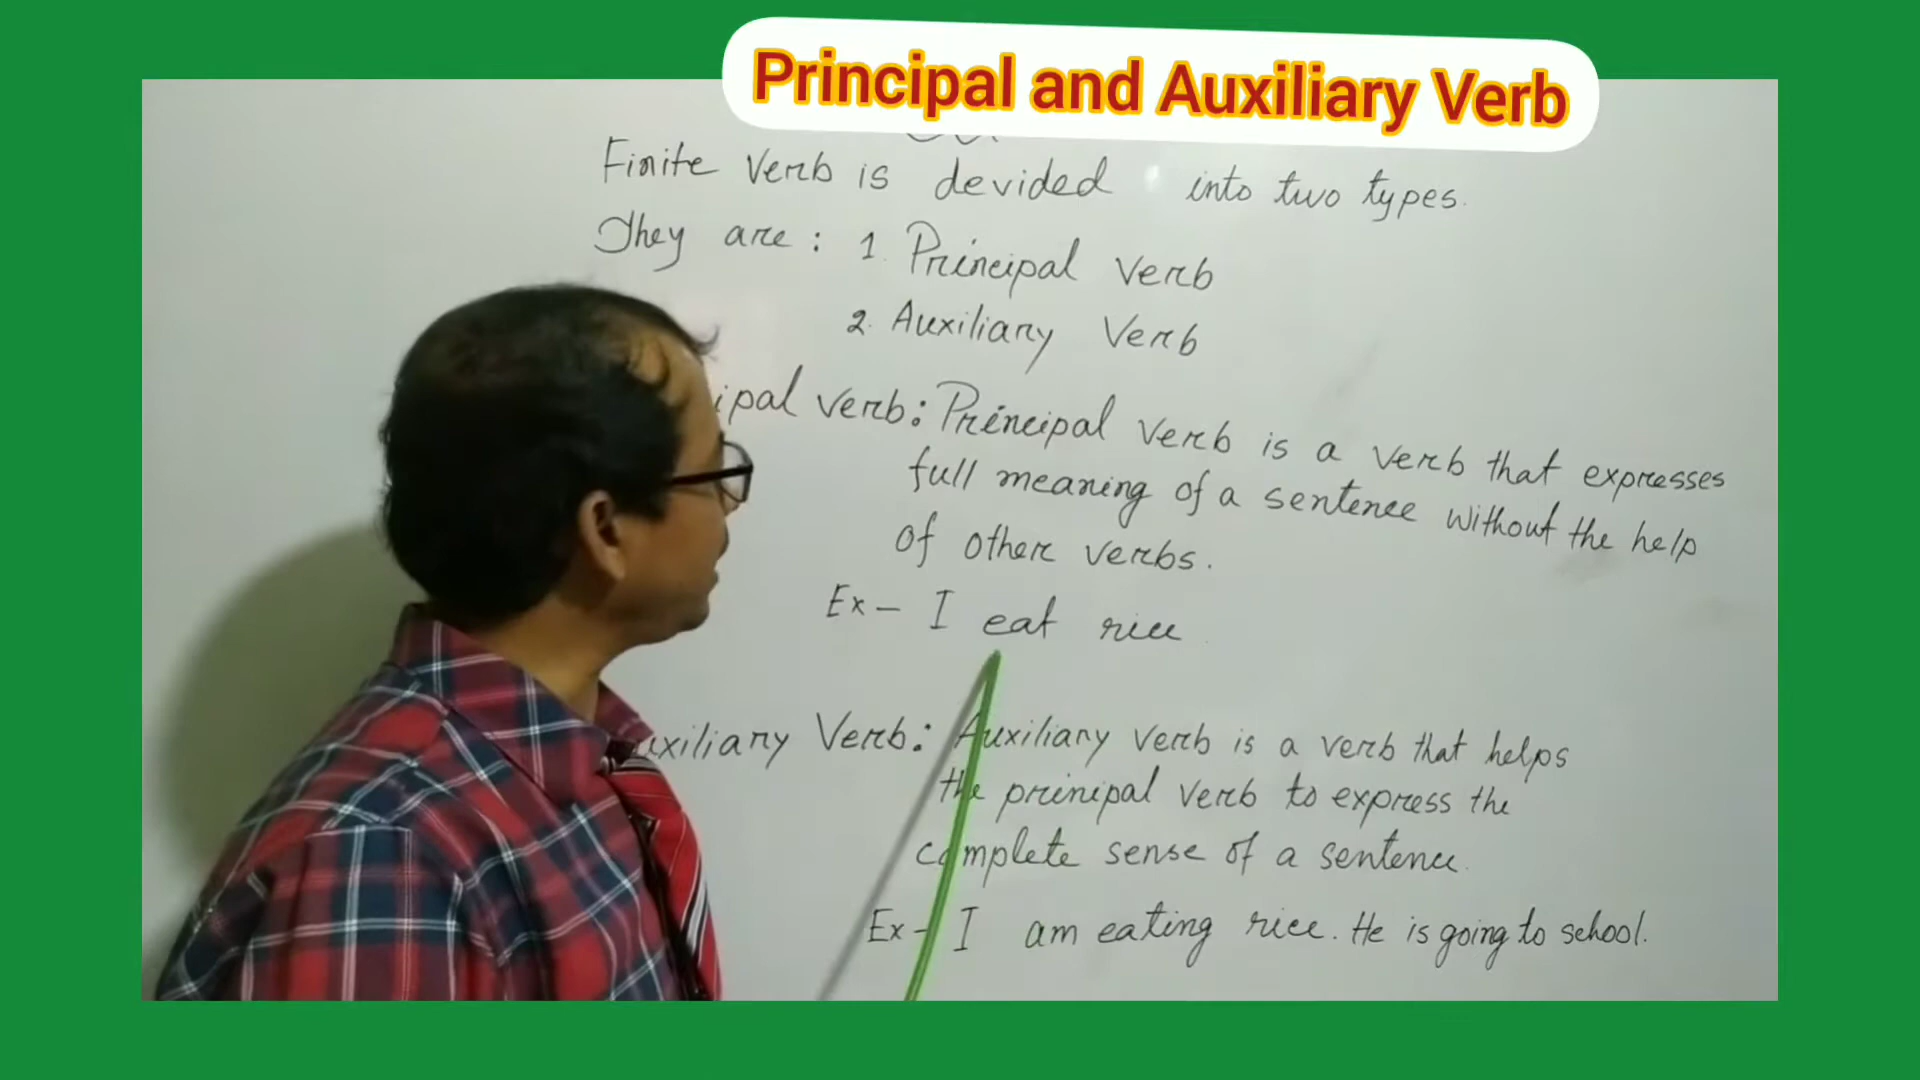 Principal and Auxiliary Verb
Finite Verb is devided into two types.
They are : 1. Principal verb
2. Auxiliary Verb
ipal verb: Principal verb is a verb that expresses
full meaning of a sentence without the help
of other verbs.
Ex - I eat rice
uxiliary Verb: Auxiliary verb is a verb that helps
the prinipal verb to express the
complete sense of a sentence.
Ex - I am eating rice. He is going to school.